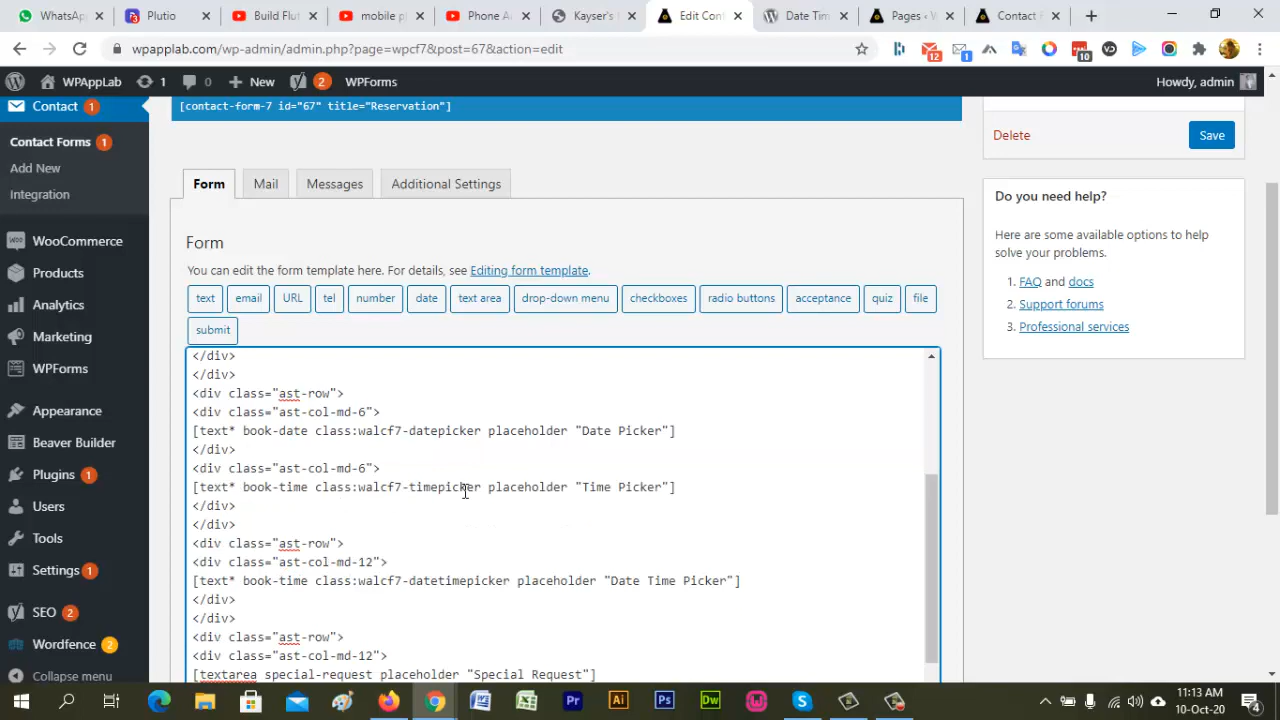 WhatsApp
Plutio
Build Flut
mobile p
Phone A
Kayser's
Edit Con
Date Tim
Pages ‹ W
Contact F
wpapplab.com/wp-admin/admin.php?page=wpcf7&post=67&action=edit
12
1
10
WPAppLab
1
New
2
WPForms
Howdy, admin
Contact 1
Contact Forms 1
Add New
Integration
WooCommerce
Products
Analytics
Marketing
WPForms
Appearance
Beaver Builder
Plugins 1
Users
Tools
Settings 1
SEO 2
Wordfence 2
Collapse menu
[contact-form-7 id="67" title="Reservation"]
Form
Mail
Messages
Additional Settings
Form
You can edit the form template here. For details, see Editing form template.
text
email
URL
tel
number
date
text area
drop-down menu
checkboxes
radio buttons
acceptance
quiz
file
submit
</div>
</div>
<div class="ast-row">
<div class="ast-col-md-6">
[text* book-date class:walcf7-datepicker placeholder "Date Picker"]
</div>
<div class="ast-col-md-6">
[text* book-time class:walcf7-timepicker placeholder "Time Picker"]
</div>
</div>
<div class="ast-row">
<div class="ast-col-md-12">
[text* book-time class:walcf7-datetimepicker placeholder "Date Time Picker"]
</div>
</div>
<div class="ast-row">
<div class="ast-col-md-12">
[textarea special-request placeholder "Special Request"]
Delete
Save
Do you need help?
Here are some available options to help
solve your problems.
1. FAQ and docs
2. Support forums
3. Professional services
11:13 AM
10-Oct-20
4